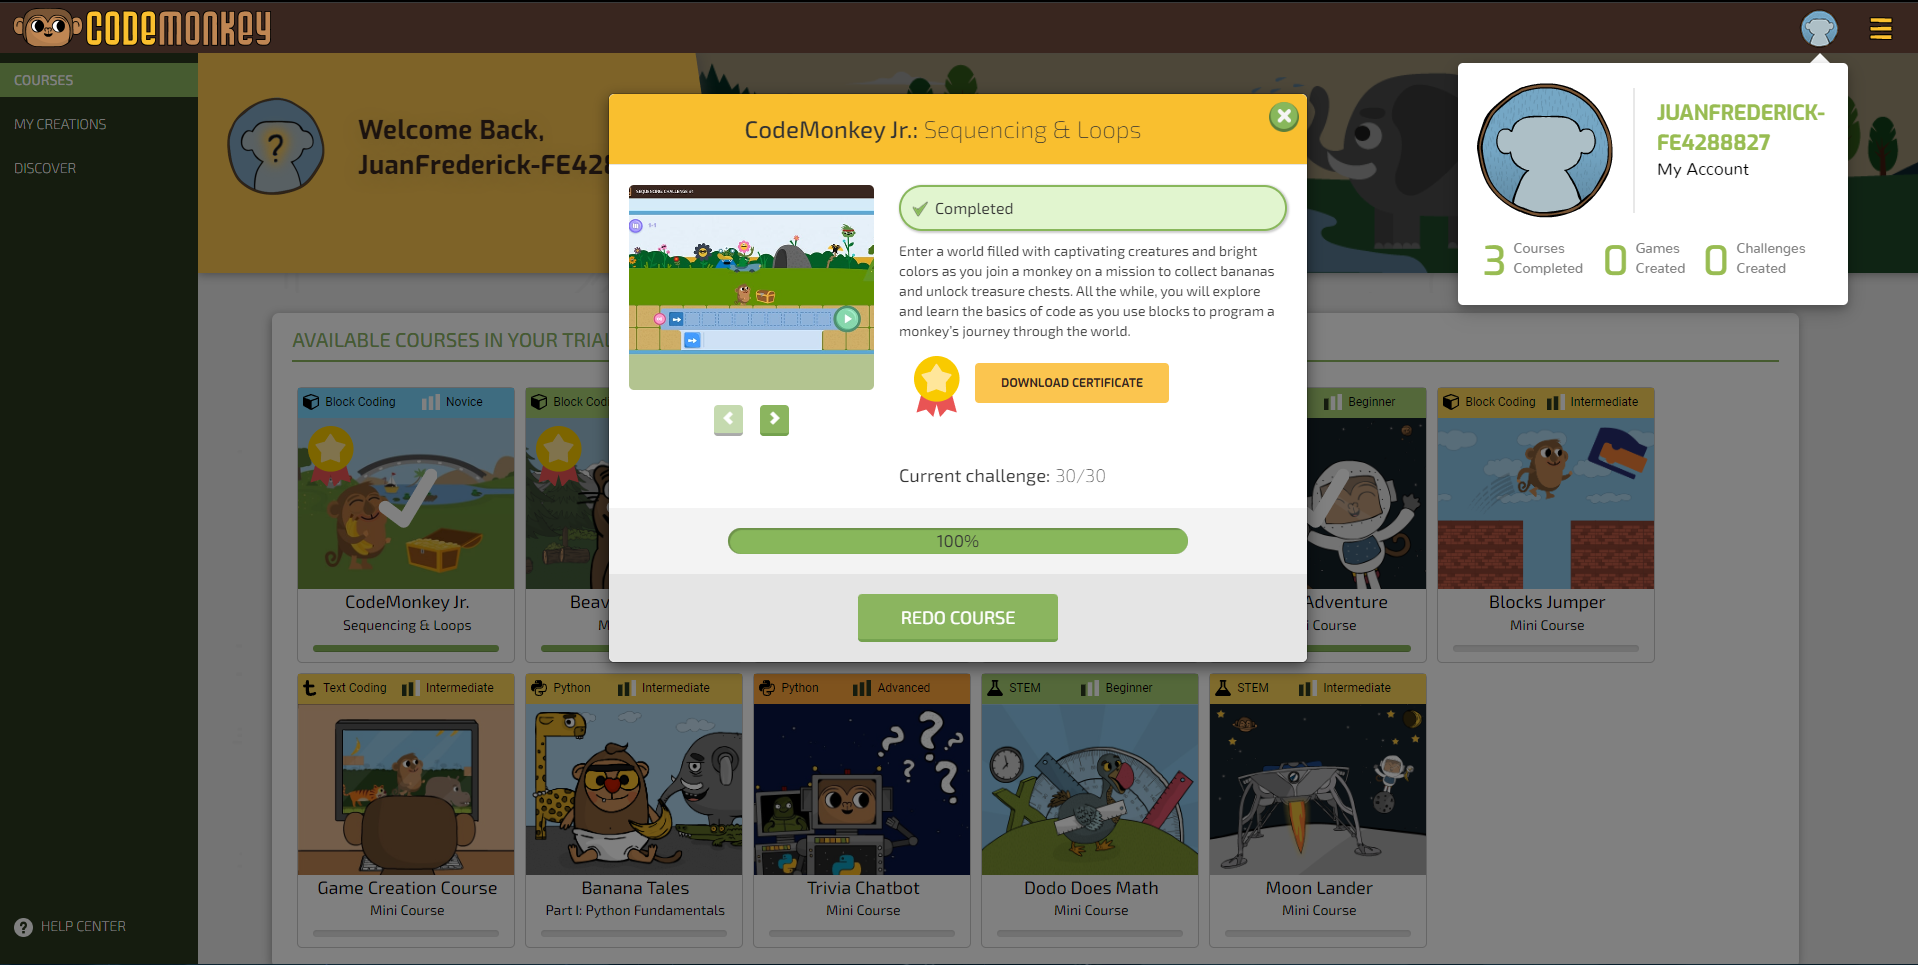 CODEMONKEY
COURSES
MY CREATIONS
DISCOVER
HELP CENTER
Welcome Back,
JuanFrederick-FE428
JUANFREDERICK-
FE4288827
My Account
3 Courses Completed
0 Games Created
0 Challenges Created
CodeMonkey Jr.: Sequencing & Loops
SEQUENCING CHALLENGE #1
Completed
Enter a world filled with captivating creatures and bright
colors as you join a monkey on a mission to collect bananas
and unlock treasure chests. All the while, you will explore
and learn the basics of code as you use blocks to program a
monkey's journey through the world.
DOWNLOAD CERTIFICATE
Current challenge: 30/30
100%
REDO COURSE
AVAILABLE COURSES IN YOUR TRIAL
Block Coding Novice
CodeMonkey Jr.
Sequencing & Loops
Block Codi
Beav
M
Beginner
Adventure
i Course
Block Coding Intermediate
Blocks Jumper
Mini Course
Text Coding Intermediate
Game Creation Course
Mini Course
Python Intermediate
Banana Tales
Part I: Python Fundamentals
Python Advanced
Trivia Chatbot
Mini Course
STEM Beginner
Dodo Does Math
Mini Course
STEM Intermediate
Moon Lander
Mini Course